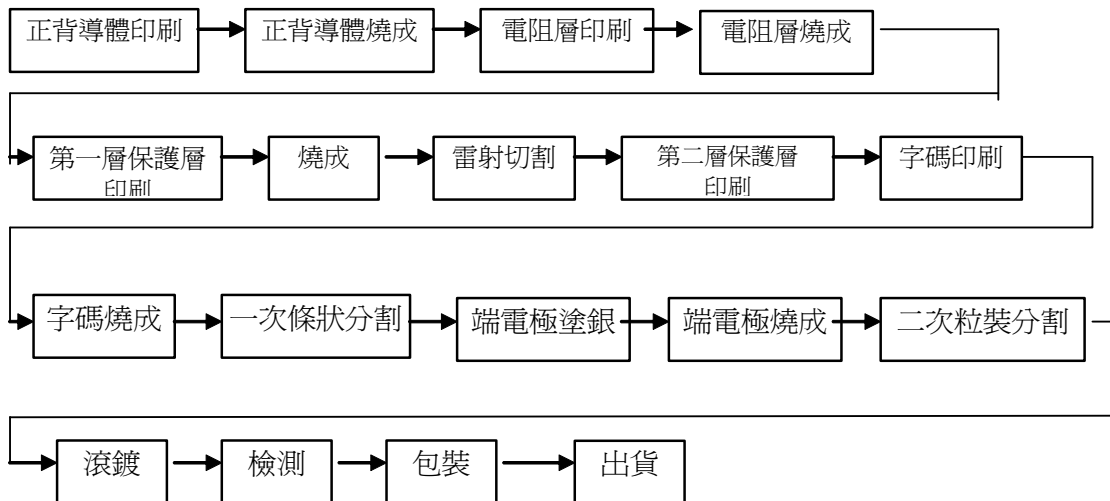 正背導體印刷
正背導體燒成
電阻層印刷
電阻層燒成
第一層保護層
印刷
燒成
雷射切割
第二層保護層
印刷
字碼印刷
字碼燒成
一次條狀分割
端電極塗銀
端電極燒成
二次粒裝分割
滾鍍
檢測
包裝
出貨